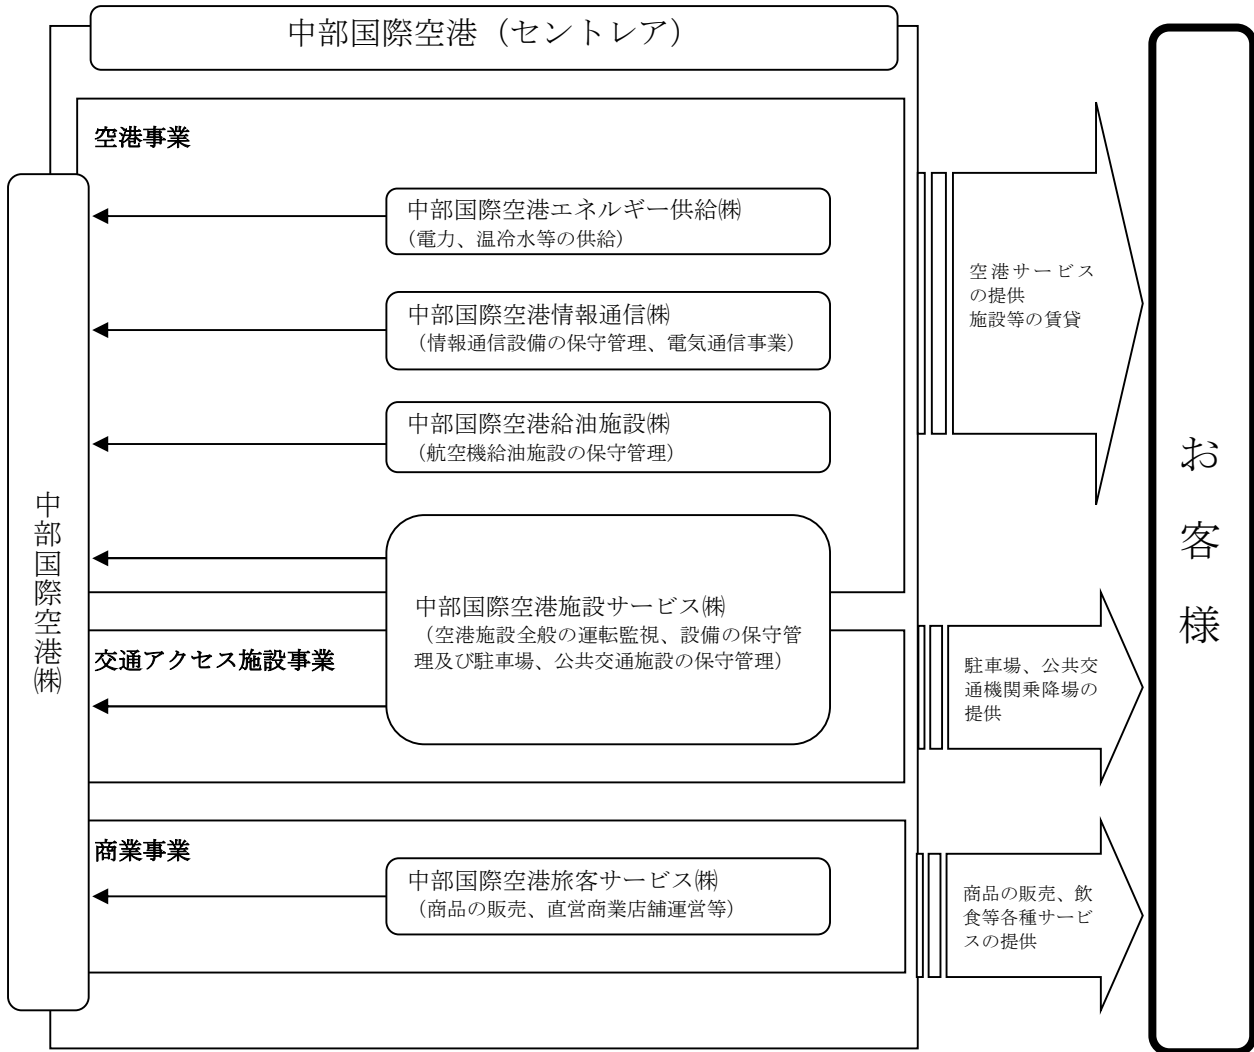 中部国際空港（セントレア）
空港事業
中部国際空港エネルギー供給㈱
（電力、温冷水等の供給）
中部国際空港情報通信㈱
（情報通信設備の保守管理、電気通信事業）
中部国際空港給油施設㈱
（航空機給油施設の保守管理）
中部国際空港施設サービス㈱
（空港施設全般の運転監視、設備の保守管
理及び駐車場、公共交通施設の保守管理）
交通アクセス施設事業
商業事業
中部国際空港旅客サービス㈱
（商品の販売、直営商業店舗運営等）
中部国際空港㈱
空港サービス
の提供
施設等の賃貸
駐車場、公共交
通機関乗降場の
提供
商品の販売、飲
食等各種サービ
スの提供
お客様